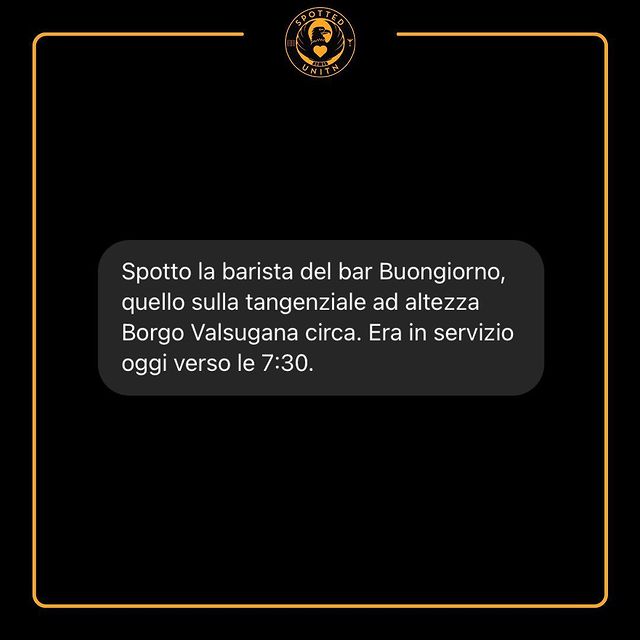 SPOTTED
UNITN
Spotto la barista del bar Buongiorno,
quello sulla tangenziale ad altezza
Borgo Valsugana circa. Era in servizio
oggi verso le 7:30.